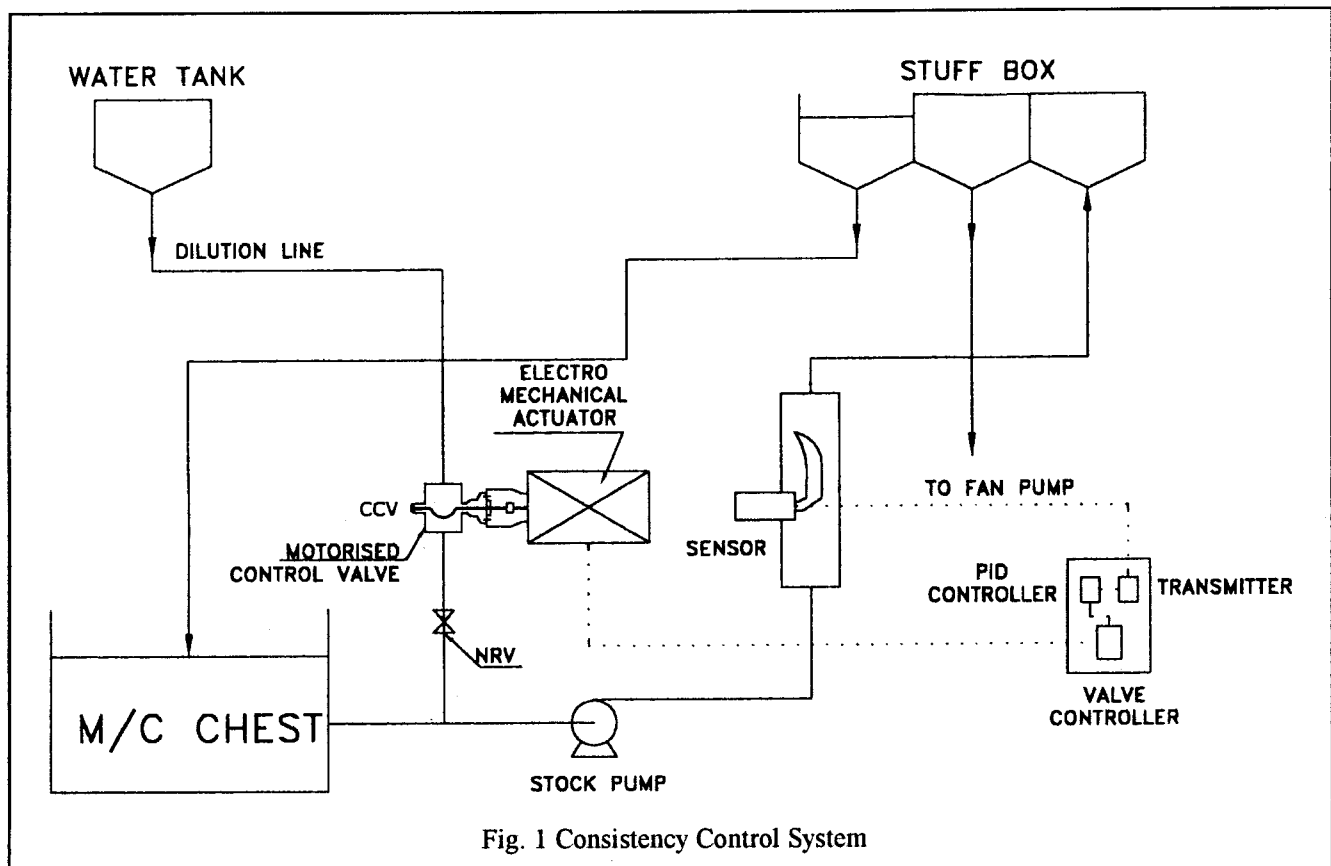 WATER TANK
STUFF BOX
DILUTION LINE
ELECTRO
MECHANICAL
ACTUATOR
CCV
MOTORISED
CONTROL VALVE
SENSOR
TO FAN PUMP
PID
CONTROLLER
TRANSMITTER
NRV
VALVE
CONTROLLER
M/C CHEST
STOCK PUMP
Fig. 1 Consistency Control System